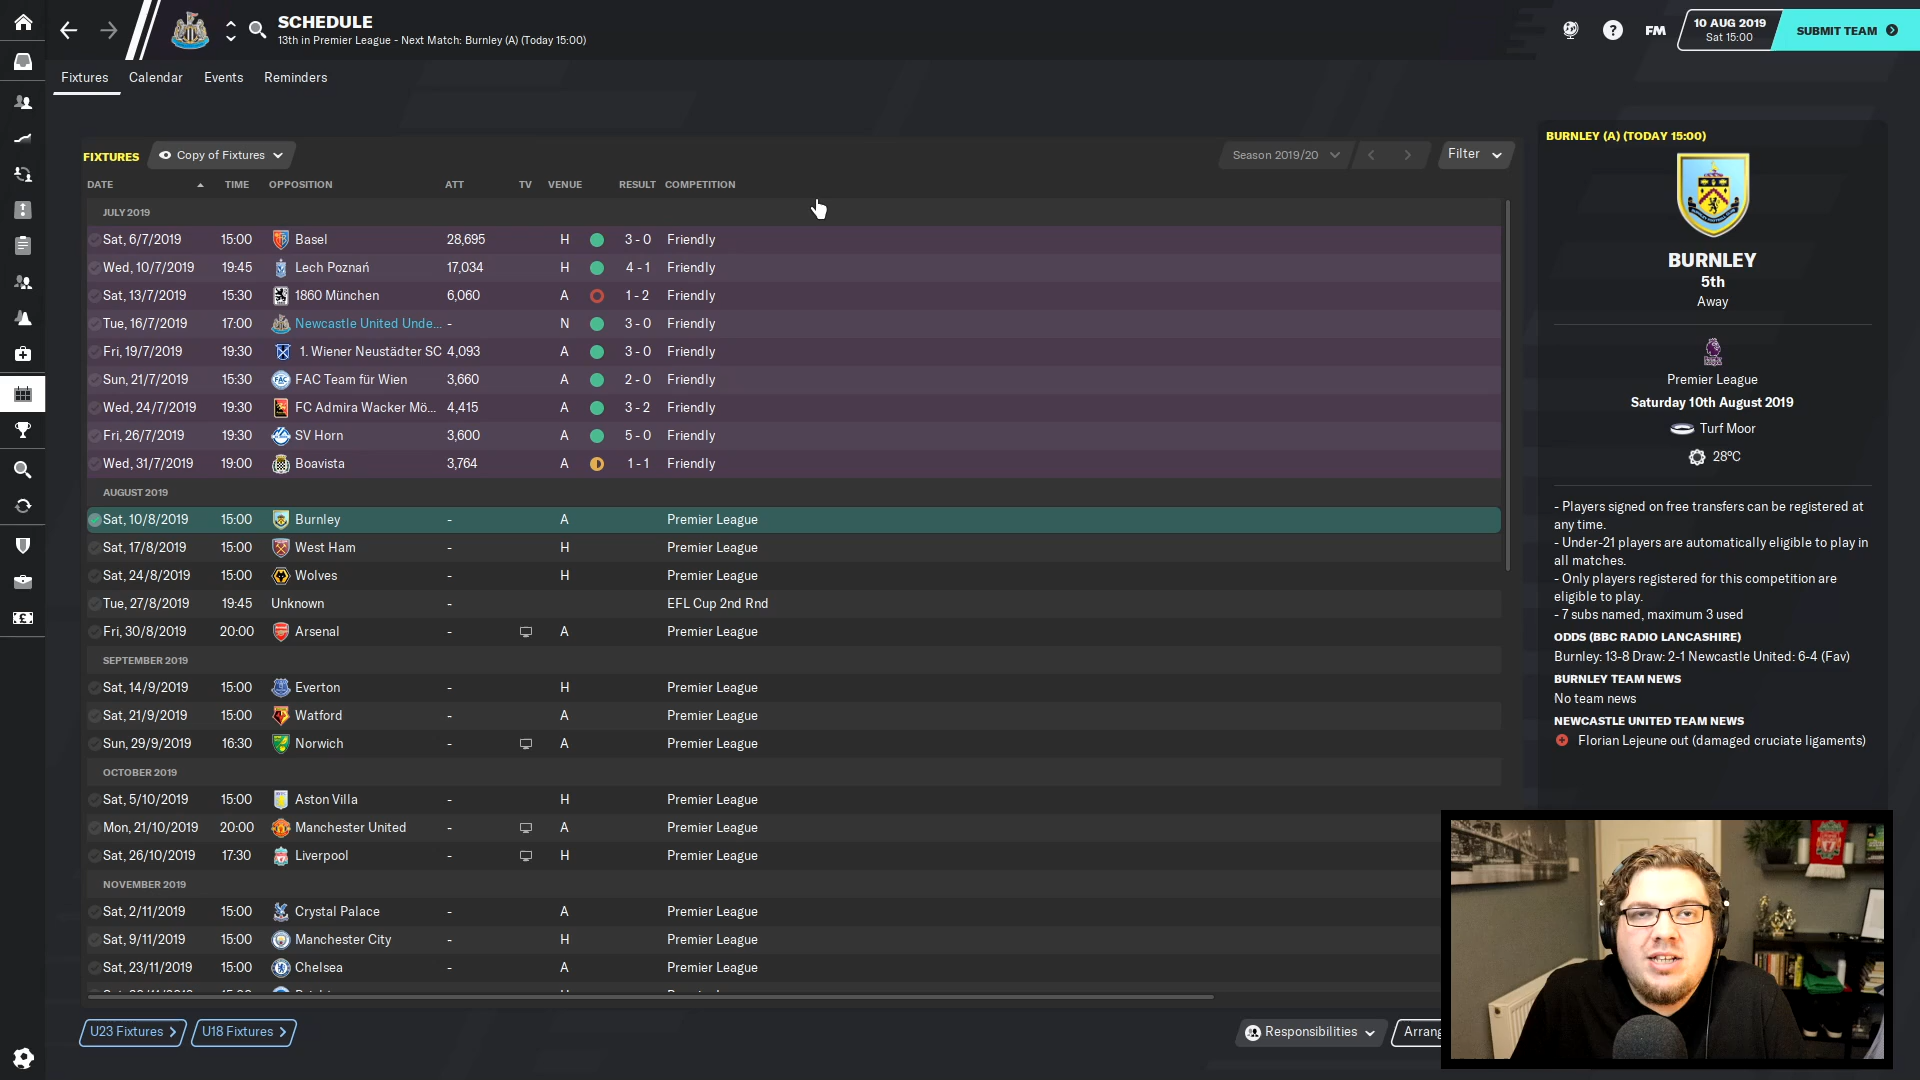 SCHEDULE
13th in Premier League - Next Match: Burnley (A) (Today 15:00)
FM
10 AUG 2019
Sat 15:00
SUBMIT TEAM
Fixtures Calendar Events Reminders
FIXTURES Copy of Fixtures Season 2019/20 Filter
DATE TIME OPPOSITION ATT TV VENUE RESULT COMPETITION
JULY 2019
Sat, 6/7/2019 15:00 Basel 28,695 H 3 - 0 Friendly
Wed, 10/7/2019 19:45 Lech Poznań 17,034 H 4 - 1 Friendly
Sat, 13/7/2019 15:30 1860 München 6,060 A 1 - 2 Friendly
Tue, 16/7/2019 17:00 Newcastle United Unde... - N 3 - 0 Friendly
Fri, 19/7/2019 19:30 1. Wiener Neustädter SC 4,093 A 3 - 0 Friendly
Sun, 21/7/2019 15:30 FAC Team für Wien 3,660 A 2 - 0 Friendly
Wed, 24/7/2019 19:30 FC Admira Wacker Mö... 4,415 A 3 - 2 Friendly
Fri, 26/7/2019 19:30 SV Horn 3,600 A 5 - 0 Friendly
Wed, 31/7/2019 19:00 Boavista 3,764 A 1 - 1 Friendly
AUGUST 2019
Sat, 10/8/2019 15:00 Burnley - A Premier League
Sat, 17/8/2019 15:00 West Ham - H Premier League
Sat, 24/8/2019 15:00 Wolves - H Premier League
Tue, 27/8/2019 19:45 Unknown - EFL Cup 2nd Rnd
Fri, 30/8/2019 20:00 Arsenal - A Premier League
SEPTEMBER 2019
Sat, 14/9/2019 15:00 Everton - H Premier League
Sat, 21/9/2019 15:00 Watford - A Premier League
Sun, 29/9/2019 16:30 Norwich - A Premier League
OCTOBER 2019
Sat, 5/10/2019 15:00 Aston Villa - H Premier League
Mon, 21/10/2019 20:00 Manchester United - A Premier League
Sat, 26/10/2019 17:30 Liverpool - H Premier League
NOVEMBER 2019
Sat, 2/11/2019 15:00 Crystal Palace - A Premier League
Sat, 9/11/2019 15:00 Manchester City - H Premier League
Sat, 23/11/2019 15:00 Chelsea - A Premier League
U23 Fixtures U18 Fixtures Responsibilities Arrang
BURNLEY (A) (TODAY 15:00)
BURNLEY
5th
Away
Premier League
Saturday 10th August 2019
Turf Moor
28°C
- Players signed on free transfers can be registered at
any time.
- Under-21 players are automatically eligible to play in
all matches.
- Only players registered for this competition are
eligible to play.
- 7 subs named, maximum 3 used
ODDS (BBC RADIO LANCASHIRE)
Burnley: 13-8 Draw: 2-1 Newcastle United: 6-4 (Fav)
BURNLEY TEAM NEWS
No team news
NEWCASTLE UNITED TEAM NEWS
Florian Lejeune out (damaged cruciate ligaments)